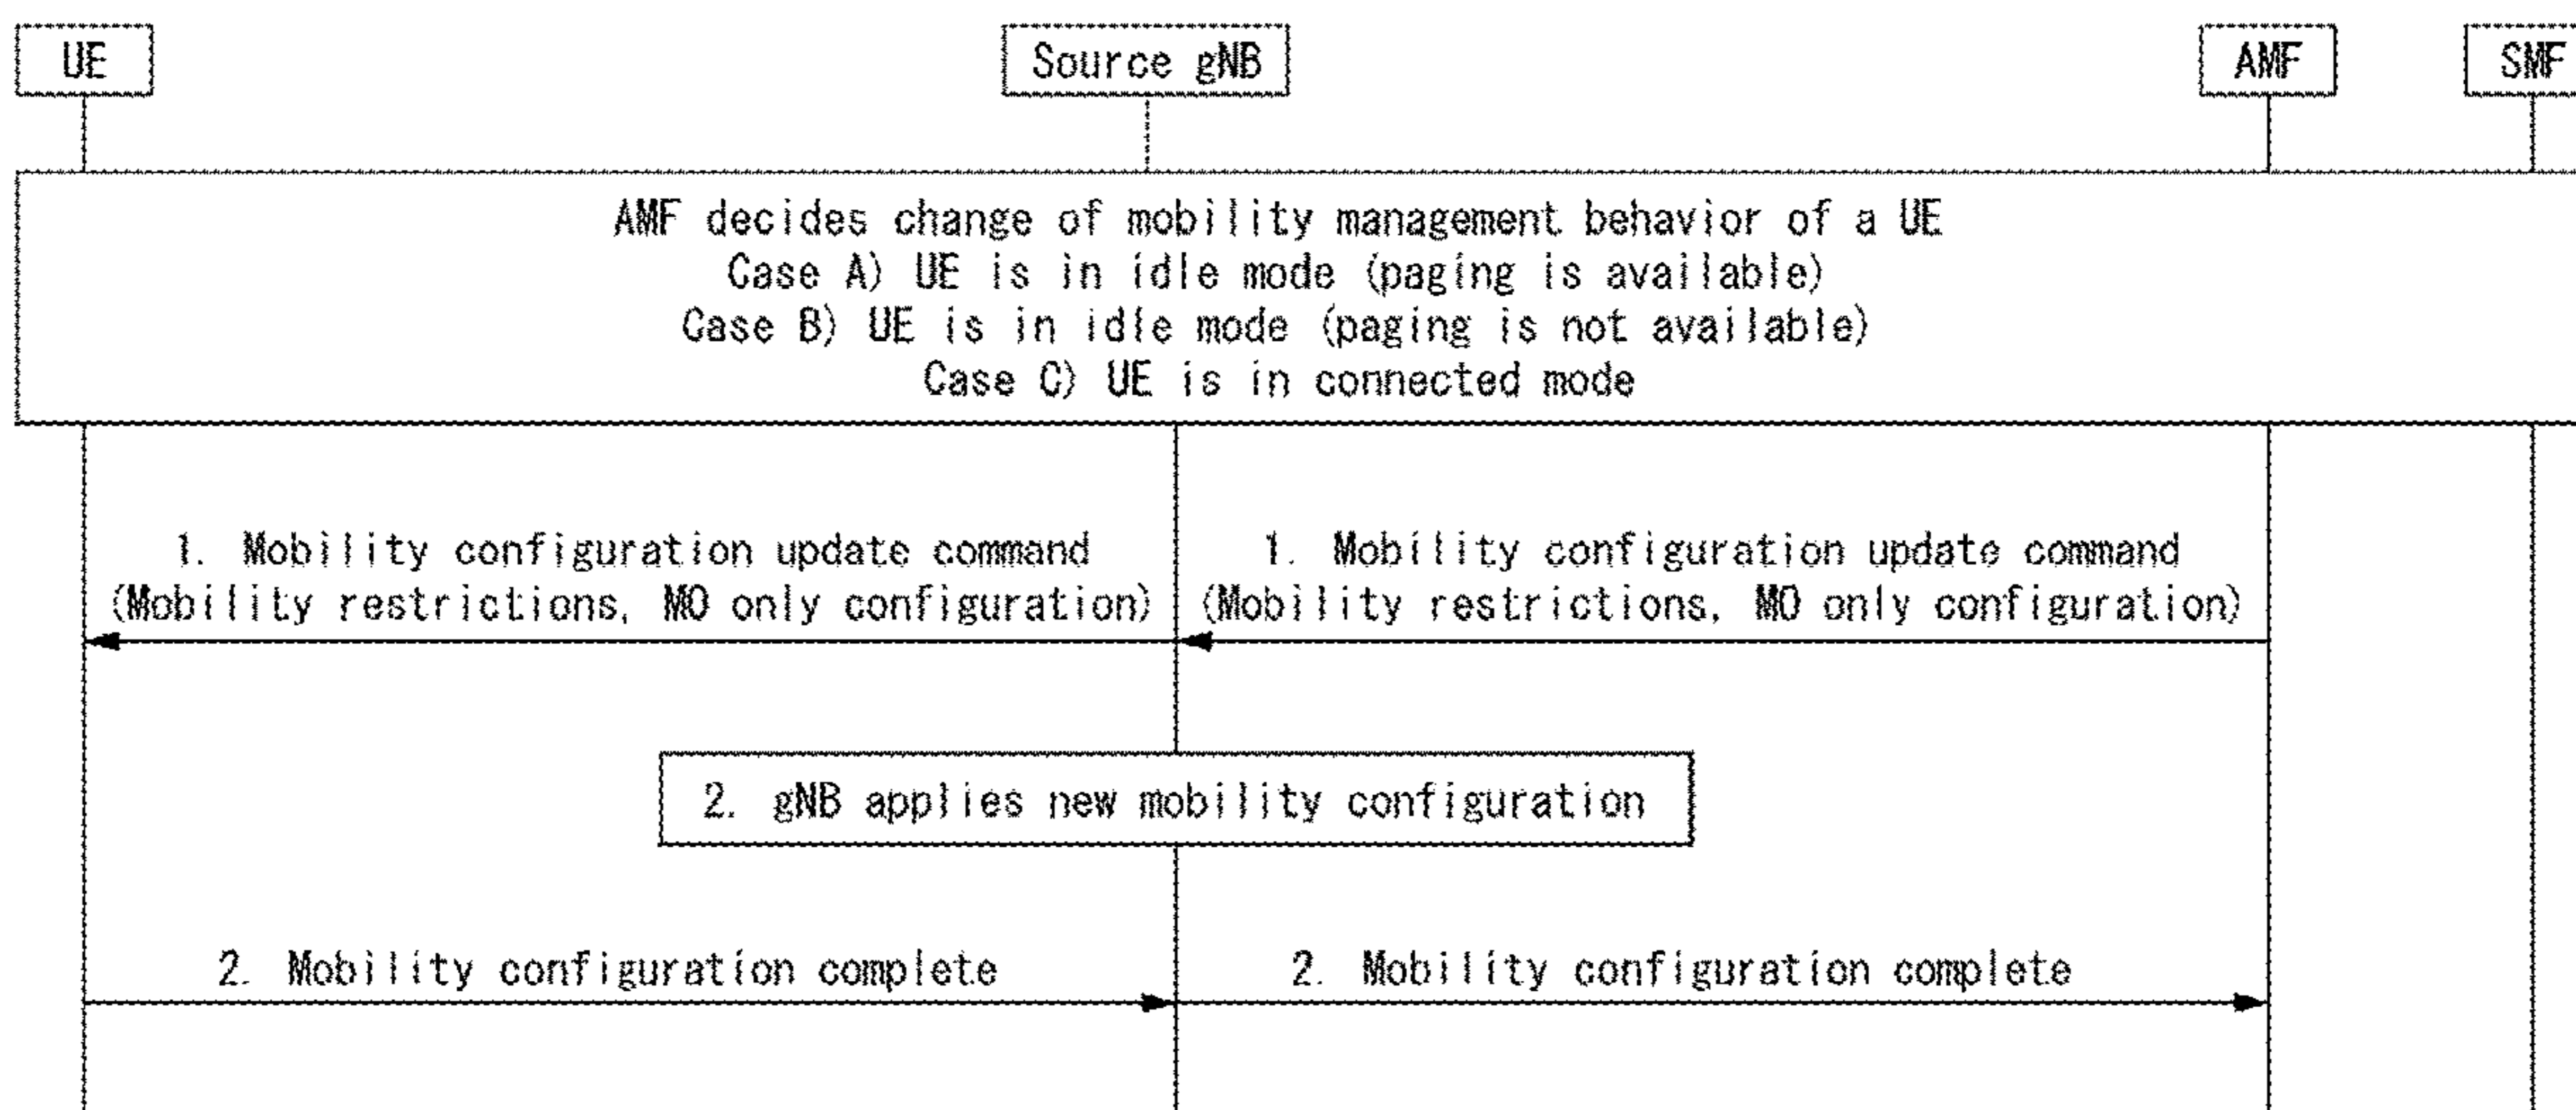 UE
Source gNB
AMF
SMF
AMF decides change of mobility management behavior of a UE
Case A) UE is in idle mode (paging is available)
Case B) UE is in idle mode (paging is not available)
Case C) UE is in connected mode
1. Mobility configuration update command
(Mobility restrictions, MO only configuration)
1. Mobility configuration update command
(Mobility restrictions, MO only configuration)
2. gNB applies new mobility configuration
2. Mobility configuration complete
2. Mobility configuration complete